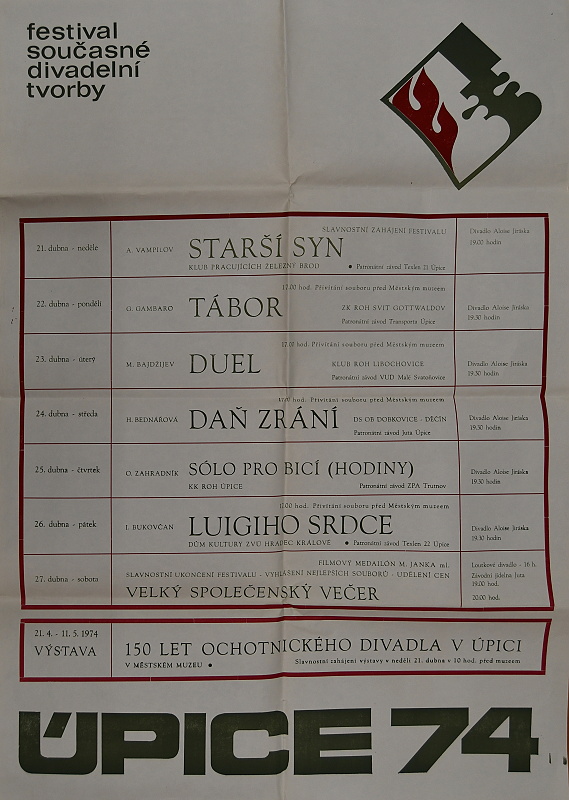 festival
současné
divadelní
tvorby
21. dubna - neděle
A. VAMPILOV
SLAVNOSTNÍ ZAHÁJENÍ FESTIVALU
STARŠÍ SYN
KLUB PRACUJÍCÍCH ŽELEZNÝ BROD ● Patronátní závod Texlen 21 Úpice
Divadlo Aloise Jiráska
19.00 hodin
22. dubna - pondělí
G. GAMBARO
17.00 hod. Přivítání souboru před Městským muzeem
TÁBOR
ZK ROH SVIT GOTTWALDOV
Patronátní závod Transporta Úpice
Divadlo Aloise Jiráska
19.30 hodin
23. dubna - úterý
M. BAJDŽIJEV
17.00 hod. Přivítání souboru před Městským muzeem
DUEL
KLUB ROH LIBOCHOVICE
Patronátní závod VUD Malé Svatoňovice
Divadlo Aloise Jiráska
19.30 hodin
24. dubna - středa
H. BEDNÁROVÁ
17.00 hod. Přivítání souboru před Městským muzeem
DAŇ ZRÁNÍ
DS OB DOBKOVICE - DĚČÍN
Patronátní závod Juta Úpice
Divadlo Aloise Jiráska
19.30 hodin
25. dubna - čtvrtek
O. ZAHRADNÍK
SÓLO PRO BICÍ (HODINY)
KK ROH ÚPICE
Patronátní závod ZPA Trutnov
Divadlo Aloise Jiráska
19.30 hodin
26. dubna - pátek
I. BUKOVČAN
17.00 hod. Přivítání souboru před Městským muzeem
LUIGIHO SRDCE
DŮM KULTURY ZVÚ HRADEC KRÁLOVÉ ● Patronátní závod Texlen 22 Úpice
Divadlo Aloise Jiráska
19.30 hodin
27. dubna - sobota
FILMOVÝ MEDAILÓN M. JANKA ml.
SLAVNOSTNÍ UKONČENÍ FESTIVALU - VYHLÁŠENÍ NEJLEPŠÍCH SOUBORŮ - UDĚLENÍ CEN
VELKÝ SPOLEČENSKÝ VEČER
Loutkové divadlo - 16 h.
Závodní jídelna Juta
19.00 hod.
20.00 hod.
21. 4. - 11. 5. 1974
VÝSTAVA
150 LET OCHOTNICKÉHO DIVADLA V ÚPICI
V MĚSTSKÉM MUZEU ●
Slavnostní zahájení výstavy v neděli 21. dubna v 10 hod. před muzeem
ÚPICE 74